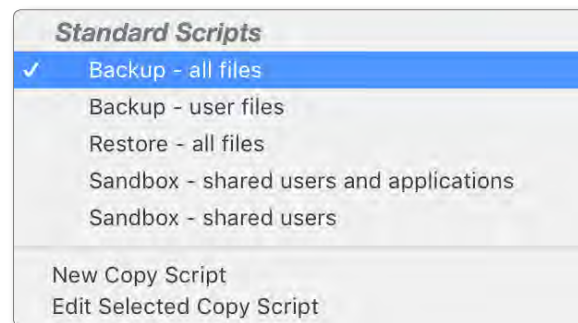 Standard Scripts
✓ Backup - all files
Backup - user files
Restore - all files
Sandbox - shared users and applications
Sandbox - shared users
New Copy Script
Edit Selected Copy Script